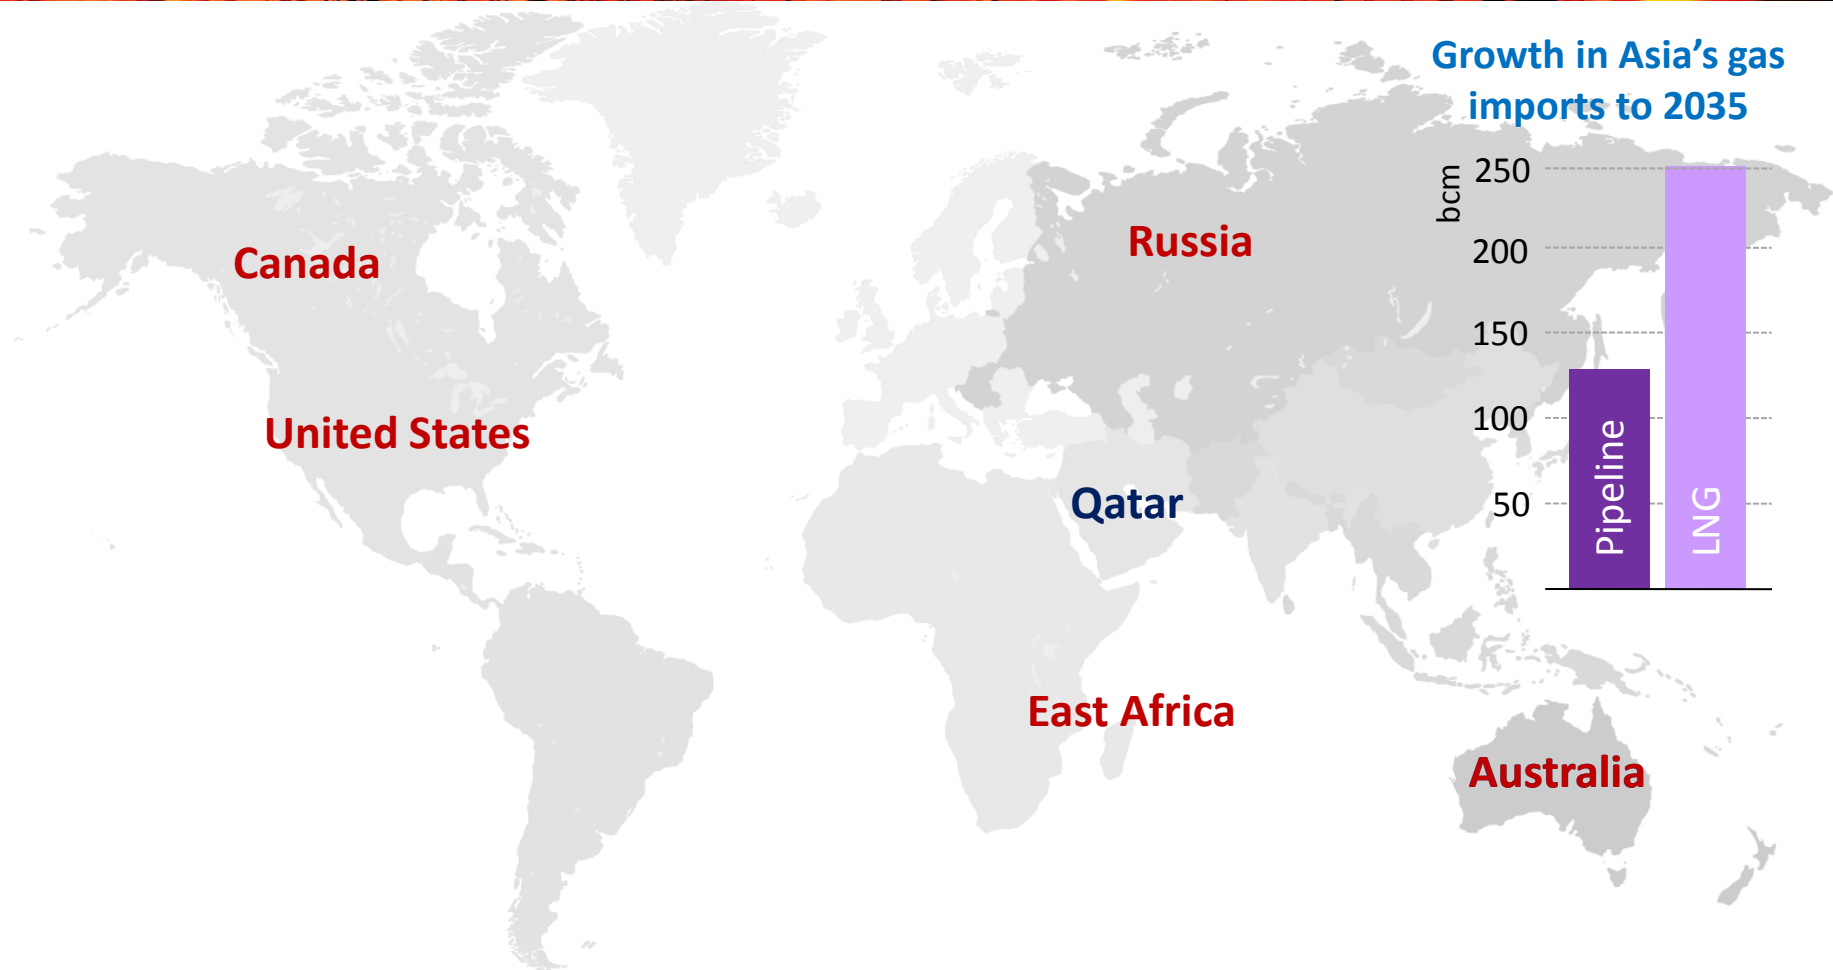 Growth in Asia's gas
imports to 2035
bcm
250
200
150
100
50
Pipeline
LNG
Canada
Russia
United States
Qatar
East Africa
Australia